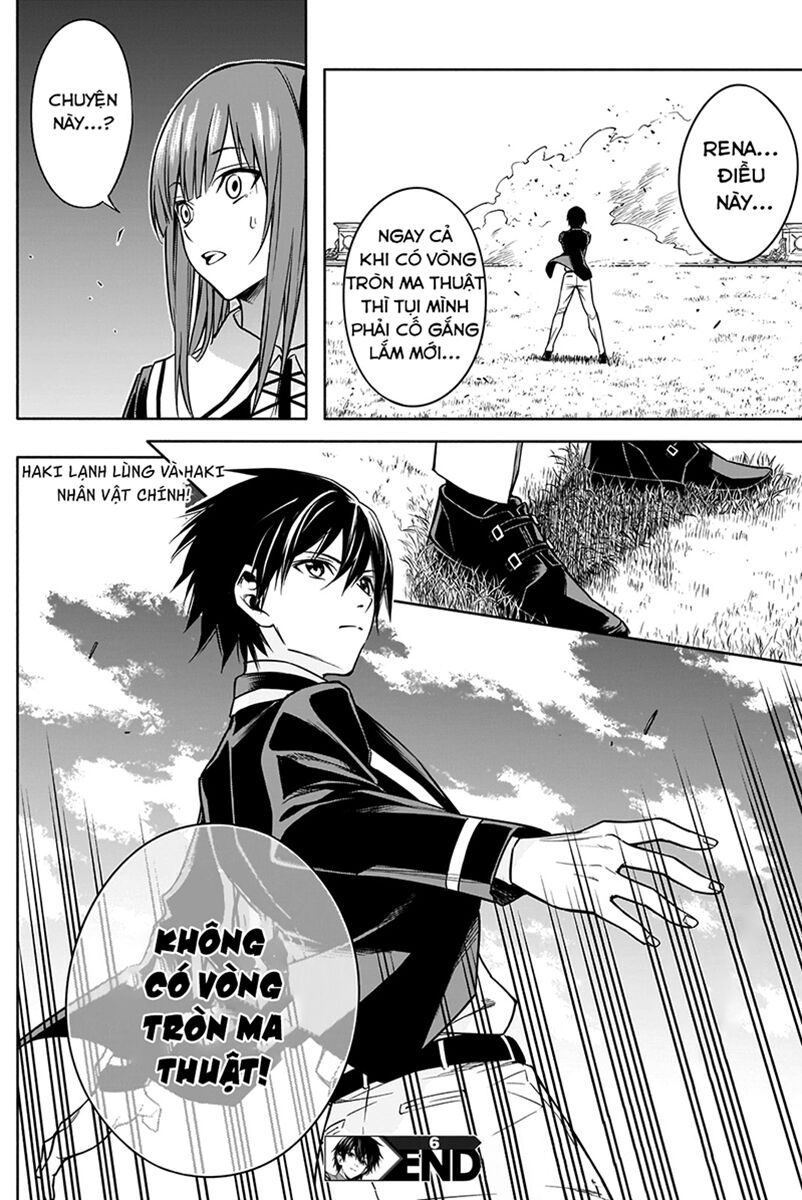 RENA...
ĐIỀU
NÀY...
NGAY CẢ
KHI CÓ VÒNG
TRÒN MA THUẬT
THÌ TỤI MÌNH
PHẢI CỐ GẮNG
LẮM MỚI...
CHUYỆN
NÀY...?
HAKI LẠNH LÙNG VÀ HAKI
NHÂN VẬT CHÍNH!
KHÔNG
CÓ VÒNG
TRÒN MA
THUẬT!
6
END